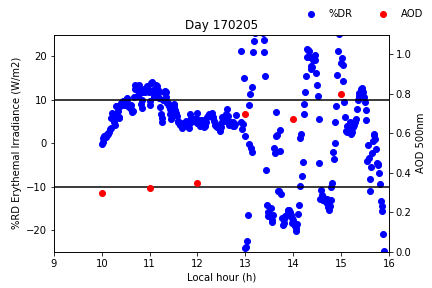 %DR AOD
Day 170205
%RD Erythemal Irradiance (W/m2)
20
10
0
−10
−20
1.0
0.8
0.6
0.4
0.2
0.0
AOD 500nm
9 10 11 12 13 14 15 16
Local hour (h)